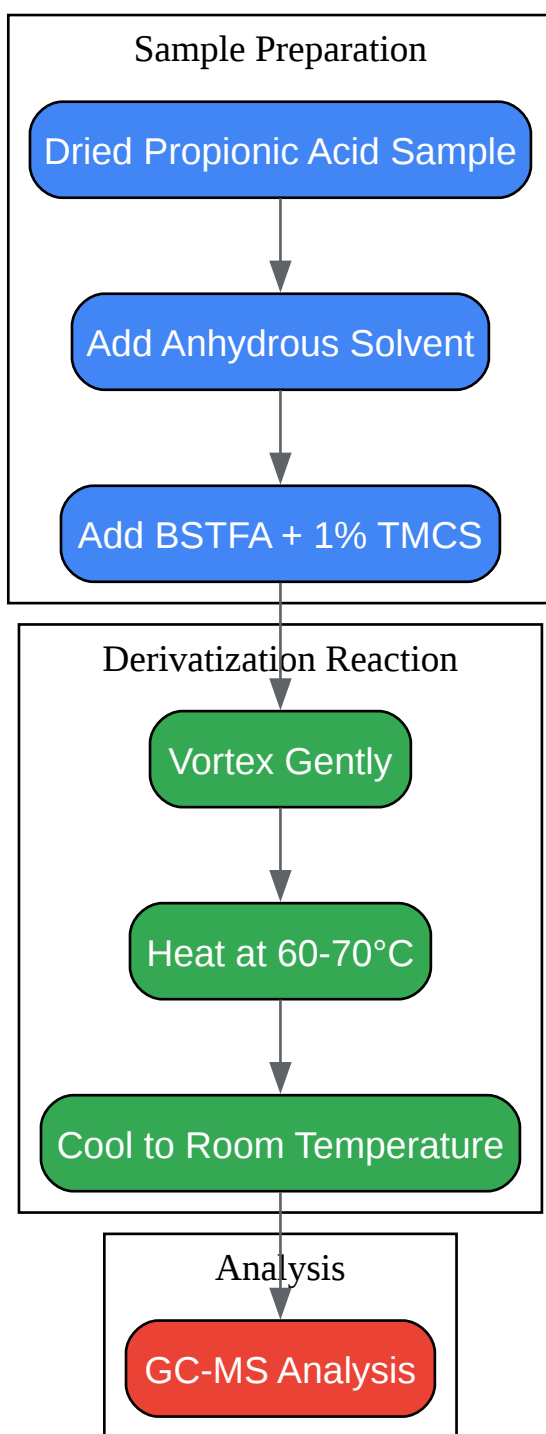 Sample Preparation
Dried Propionic Acid Sample
Add Anhydrous Solvent
Add BSTFA + 1% TMCS
Derivatization Reaction
Vortex Gently
Heat at 60-70°C
Cool to Room Temperature
Analysis
GC-MS Analysis